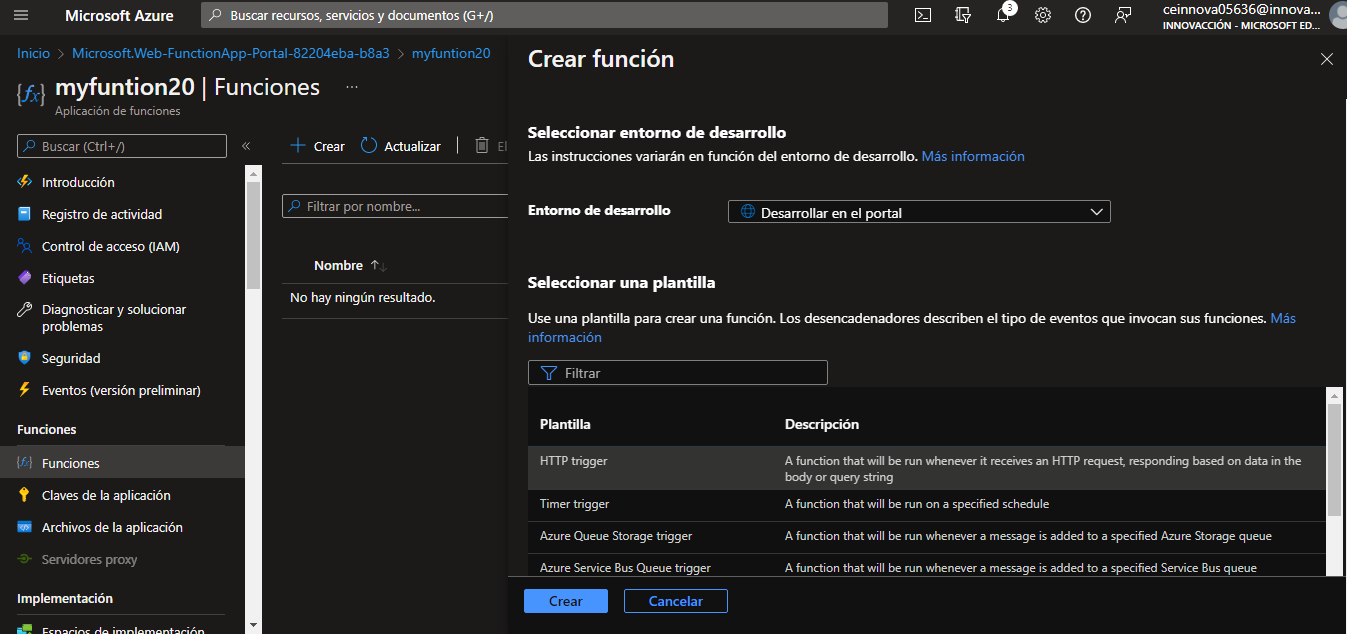 Microsoft Azure
Buscar recursos, servicios y documentos (G+/)
3
ceinnova05636@innova...
INNOVACCIÓN - MICROSOFT ED...
Inicio > Microsoft.Web-FunctionApp-Portal-82204eba-b8a3 > myfuntion20
myfuntion20 | Funciones ...
Aplicación de funciones
Buscar (Ctrl+/)
«
Introducción
Registro de actividad
Control de acceso (IAM)
Etiquetas
Diagnosticar y solucionar
problemas
Seguridad
Eventos (versión preliminar)
Funciones
Funciones
Claves de la aplicación
Archivos de la aplicación
Servidores proxy
Implementación
Espacios de implementación
Crear
Actualizar
El
Filtrar por nombre...
Nombre
No hay ningún resultado.
Crear función
Seleccionar entorno de desarrollo
Las instrucciones variarán en función del entorno de desarrollo. Más información
Entorno de desarrollo
Desarrollar en el portal
Seleccionar una plantilla
Use una plantilla para crear una función. Los desencadenadores describen el tipo de eventos que invocan sus funciones. Más
información
Filtrar
Plantilla Descripción
HTTP trigger A function that will be run whenever it receives an HTTP request, responding based on data in the
body or query string
Timer trigger A function that will be run on a specified schedule
Azure Queue Storage trigger A function that will be run whenever a message is added to a specified Azure Storage queue
Azure Service Bus Queue trigger A function that will be run whenever a message is added to a specified Service Bus queue
Crear
Cancelar